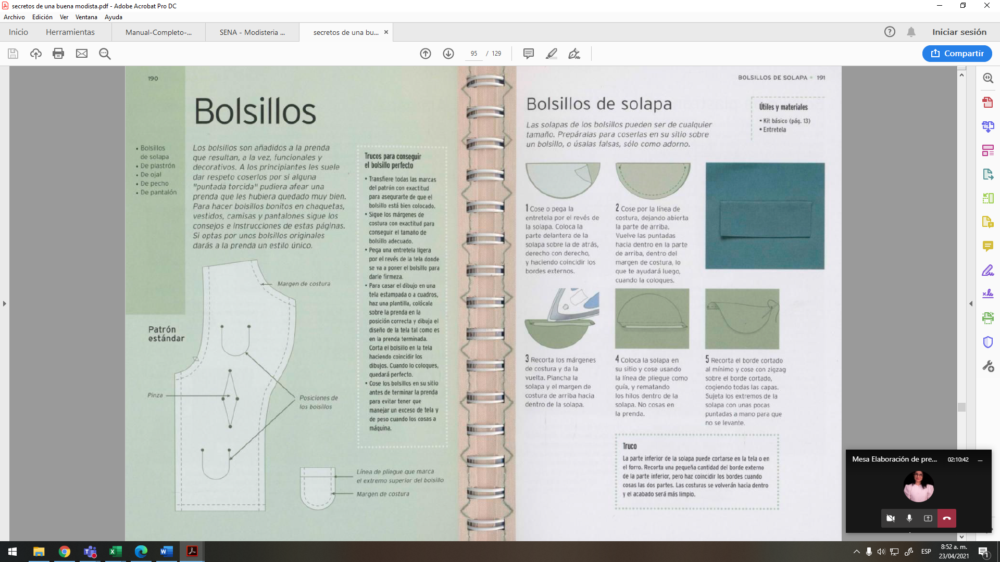 secretos de una buena modista.pdf - Adobe Acrobat Pro DC
Archivo Edición Ver Ventana Ayuda
Inicio Herramientas Manual-Completo-... SENA - Modisteria ... secretos de una bu...
Iniciar sesión
95 / 129
Compartir
190
Bolsillos
• Bolsillos
de solapa
• De plastrón
• De ojal
• De pecho
• De pantalón
Los bolsillos son añadidos a la prenda
que resultan, a la vez, funcionales y
decorativos. A los principiantes les suele
dar respeto coserlos por si alguna
"puntada torcida" pudiera afear una
prenda que les hubiera quedado muy bien.
Para hacer bolsillos bonitos en chaquetas,
vestidos, camisas y pantalones sigue los
consejos e instrucciones de estas páginas.
Si optas por unos bolsillos originales
darás a la prenda un estilo único.
Trucos para conseguir
el bolsillo perfecto
• Transfiere todas las marcas
del patrón con exactitud
para asegurarte de que el
bolsillo está bien colocado.
• Sigue los márgenes de
costura con exactitud para
conseguir el tamaño de
bolsillo adecuado.
• Pega una entretela ligera
por el revés de la tela donde
se va a poner el bolsillo para
darle firmeza.
• Para casar el dibujo en una
tela estampada o a cuadros,
haz una plantilla, colócala
sobre la prenda en la
posición correcta y dibuja el
diseño de la tela tal como es
en la prenda terminada.
Corta el bolsillo en la tela
haciendo coincidir los
dibujos. Cuando lo coloques,
quedará perfecto.
• Cose los bolsillos en su sitio
antes de terminar la prenda
para evitar tener que
manejar un exceso de tela y
de peso cuando los cosas a
máquina.
Margen de costura
Patrón
estándar
Pinza
Posiciones de
los bolsillos
Línea de pliegue que marca
el extremo superior del bolsillo
Margen de costura
BOLSILLOS DE SOLAPA • 191
Bolsillos de solapa
Las solapas de los bolsillos pueden ser de cualquier
tamaño. Prepáralas para coserlas en su sitio sobre
un bolsillo, o úsalas falsas, sólo como adorno.
Útiles y materiales
• Kit básico (pág. 13)
• Entretela
1 Cose o pega la
entretela por el revés de
la solapa. Coloca la
parte delantera de la
solapa sobre la de atrás,
derecho con derecho,
y haciendo coincidir los
bordes externos.
2 Cose por la línea de
costura, dejando abierta
la parte de arriba.
Vuelve las puntadas
hacia dentro en la parte
de arriba, dentro del
margen de costura, lo
que te ayudará luego,
cuando la coloques.
3 Recorta los márgenes
de costura y da la
vuelta. Plancha la
solapa y el margen de
costura de arriba hacia
dentro de la solapa.
4 Coloca la solapa en
su sitio y cose usando
la línea de pliegue como
guía, y rematando
los hilos dentro de la
solapa. No cosas en
la prenda.
5 Recorta el borde cortado
al mínimo y cose con zigzag
sobre el borde cortado,
cogiendo todas las capas.
Sujeta los extremos de la
solapa con unas pocas
puntadas a mano para que
no se levante.
Truco
La parte inferior de la solapa puede cortarse en la tela o en
el forro. Recorta una pequeña cantidad del borde externo
de la parte inferior, pero haz coincidir los bordes cuando
cosas las dos partes. Las costuras se volverán hacia dentro
y el acabado será más limpio.
Mesa Elaboración de pre... 02:10:42
ESP
8:52 a. m.
23/04/2021
1